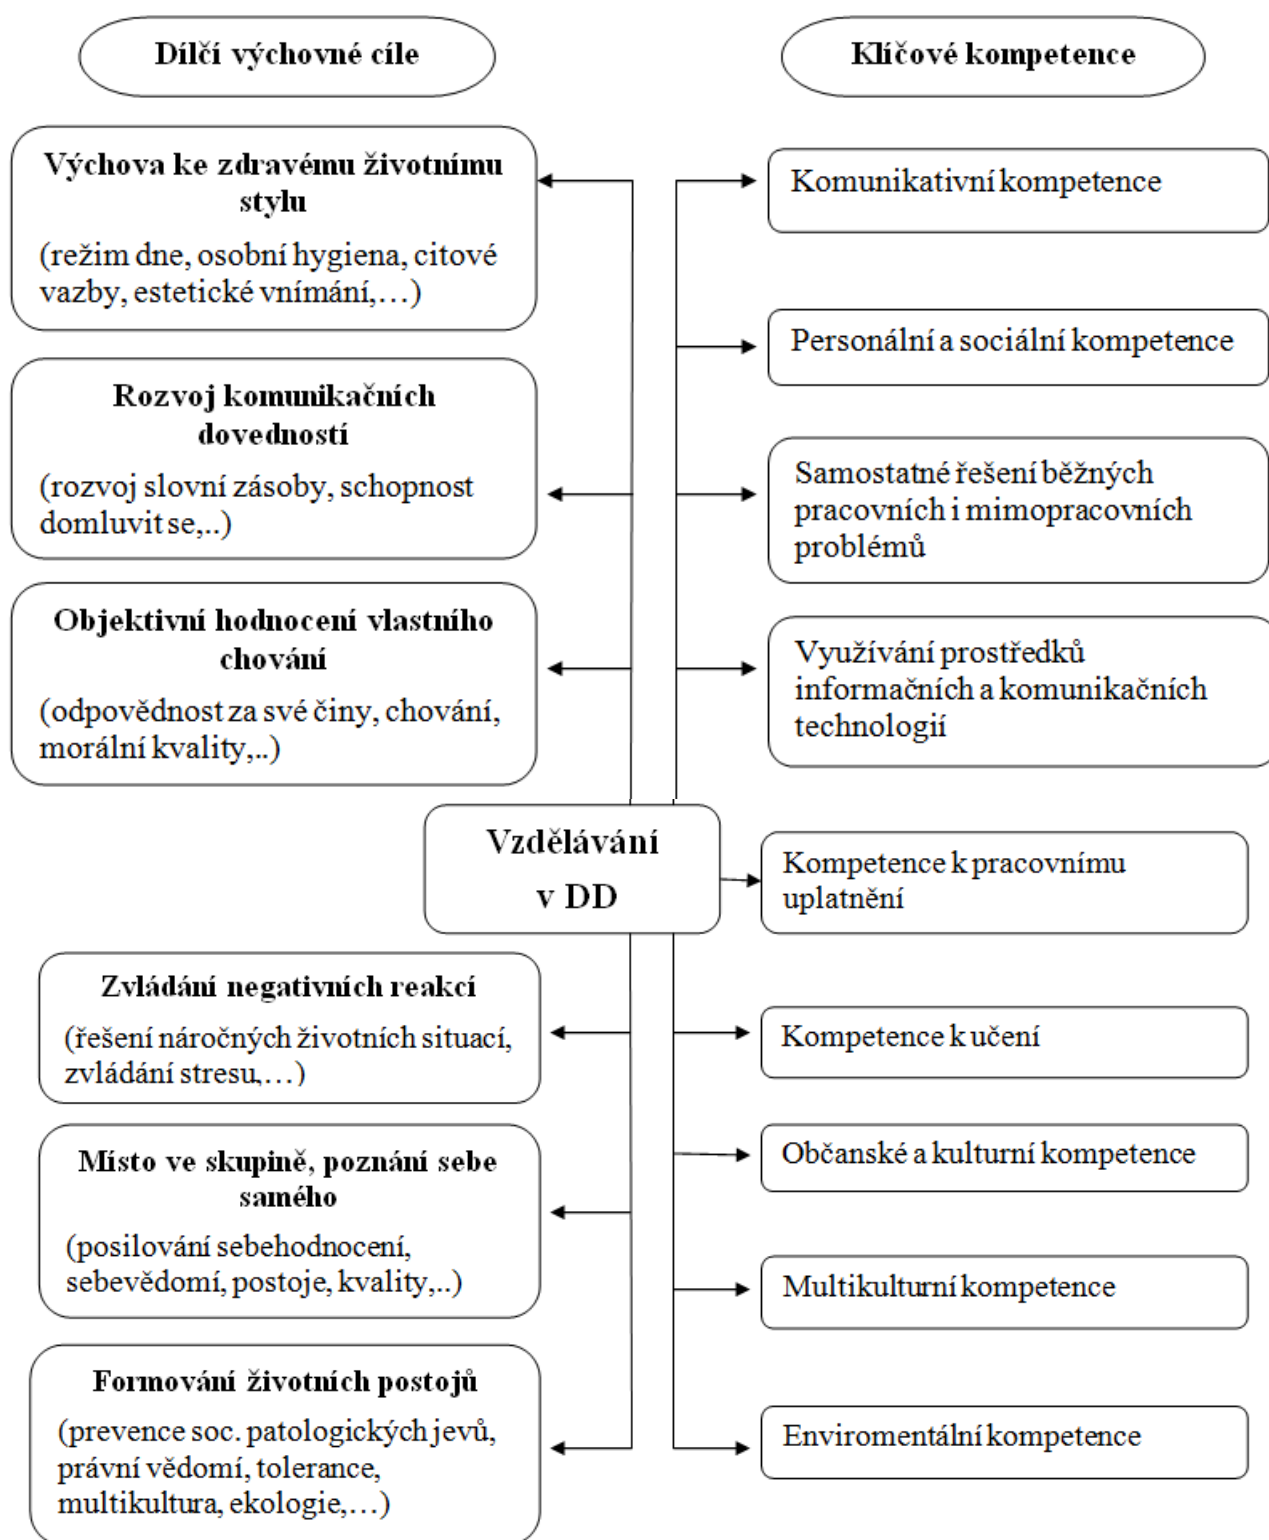 Dílčí výchovné cíle
Výchova ke zdravému životnímu
stylu
(režim dne, osobní hygiena, citové
vazby, estetické vnímání,…)
Rozvoj komunikačních
dovedností
(rozvoj slovní zásoby, schopnost
domluvit se,..)
Objektivní hodnocení vlastního
chování
(odpovědnost za své činy, chování,
morální kvality,..)
Zvládání negativních reakcí
(řešení náročných životních situací,
zvládání stresu,…)
Místo ve skupině, poznání sebe
samého
(posilování sebehodnocení,
sebevědomí, postoje, kvality,..)
Formování životních postojů
(prevence soc. patologických jevů,
právní vědomí, tolerance,
multikultura, ekologie,…)
Vzdělávání
v DD
Klíčové kompetence
Komunikativní kompetence
Personální a sociální kompetence
Samostatné řešení běžných
pracovních i mimopracovních
problémů
Využívání prostředků
informačních a komunikačních
technologií
Kompetence k pracovnímu
uplatnění
Kompetence k učení
Občanské a kulturní kompetence
Multikulturní kompetence
Enviromentální kompetence